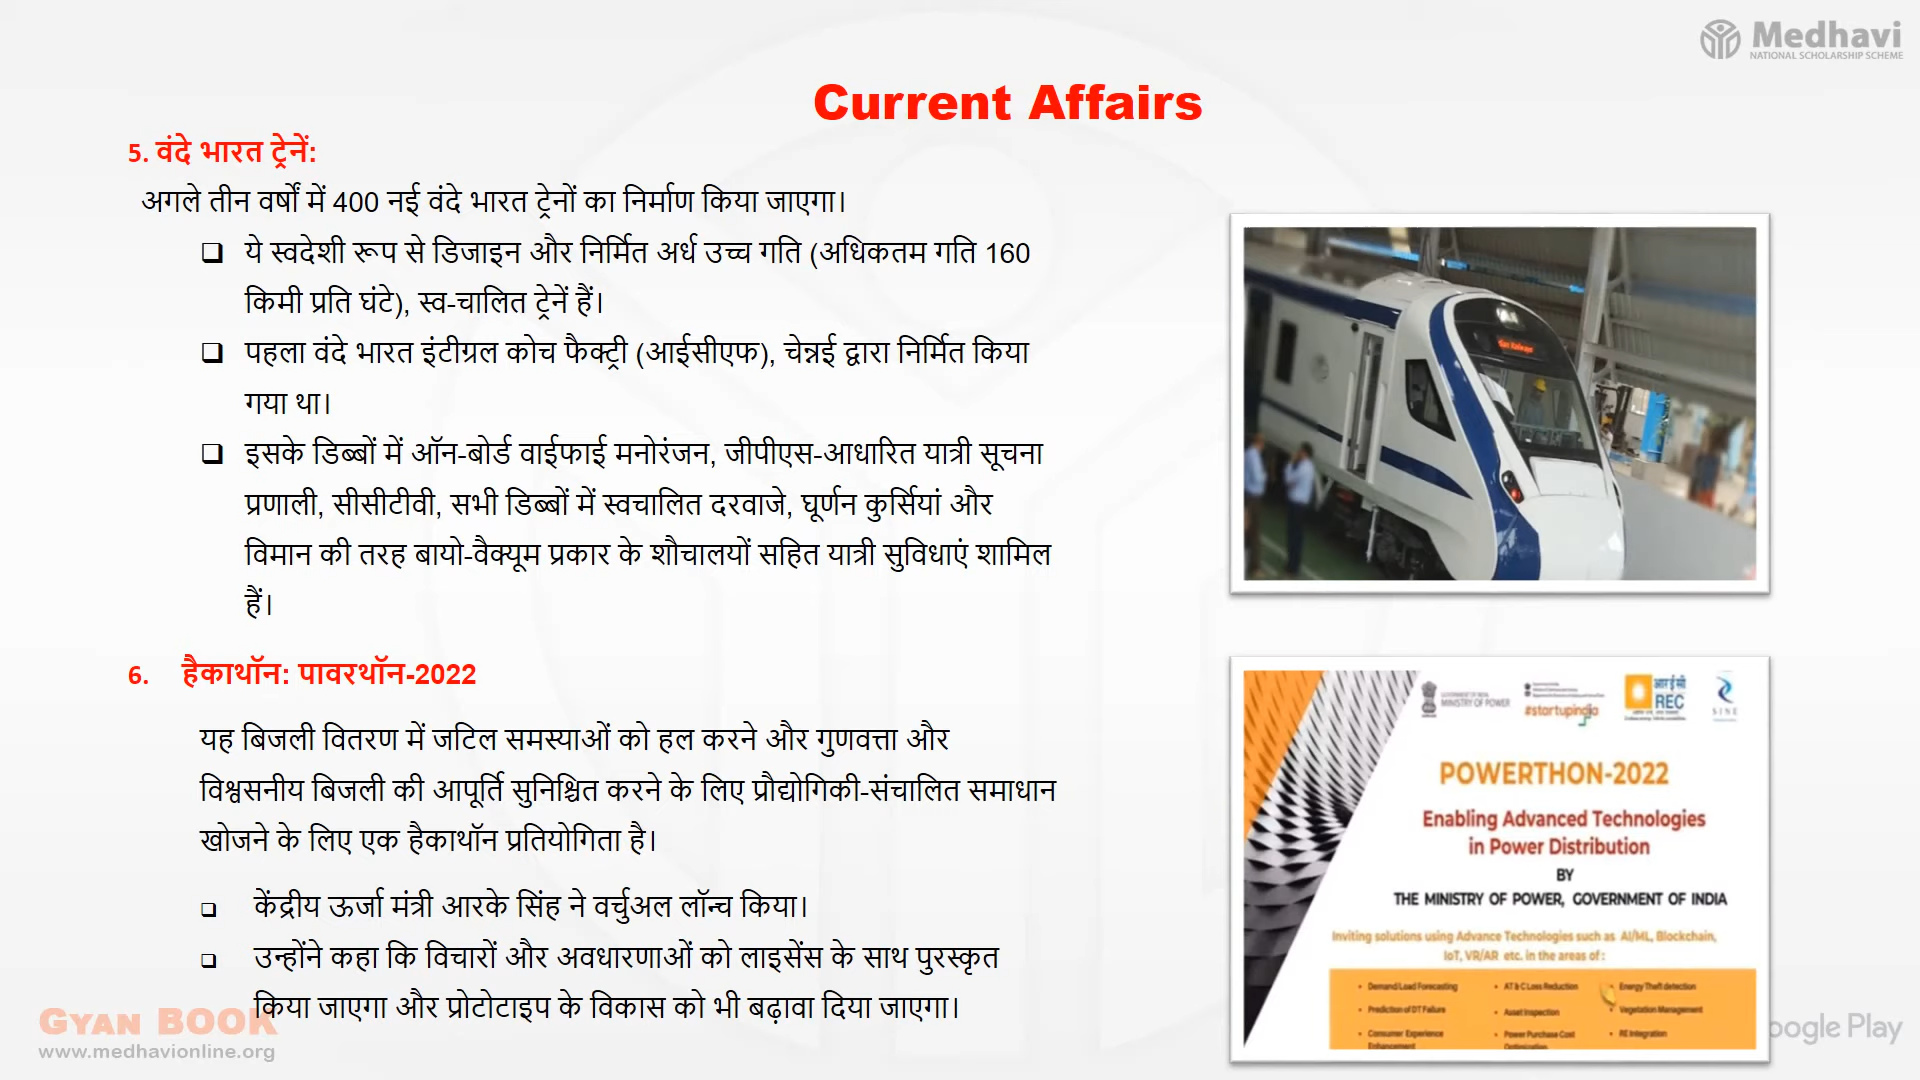 Medhavi
NATIONAL SCHOLARSHIP SCHEME
Current Affairs
5. वंदे भारत ट्रेनें:
अगले तीन वर्षों में 400 नई वंदे भारत ट्रेनों का निर्माण किया जाएगा।
❑ ये स्वदेशी रूप से डिजाइन और निर्मित अर्ध उच्च गति (अधिकतम गति 160
किमी प्रति घंटे), स्व-चालित ट्रेनें हैं।
❑ पहला वंदे भारत इंटीग्रल कोच फैक्ट्री (आईसीएफ), चेन्नई द्वारा निर्मित किया
गया था।
❑ इसके डिब्बों में ऑन-बोर्ड वाईफाई मनोरंजन, जीपीएस-आधारित यात्री सूचना
प्रणाली, सीसीटीवी, सभी डिब्बों में स्वचालित दरवाजे, घूर्णन कुर्सियां और
विमान की तरह बायो-वैक्यूम प्रकार के शौचालयों सहित यात्री सुविधाएं शामिल
हैं।
6. हैकाथॉन: पावरथॉन-2022
यह बिजली वितरण में जटिल समस्याओं को हल करने और गुणवत्ता और
विश्वसनीय बिजली की आपूर्ति सुनिश्चित करने के लिए प्रौद्योगिकी-संचालित समाधान
खोजने के लिए एक हैकाथॉन प्रतियोगिता है।
❑ केंद्रीय ऊर्जा मंत्री आरके सिंह ने वर्चुअल लॉन्च किया।
❑ उन्होंने कहा कि विचारों और अवधारणाओं को लाइसेंस के साथ पुरस्कृत
किया जाएगा और प्रोटोटाइप के विकास को भी बढ़ावा दिया जाएगा।
GYAN BOOK
www.medhavionline.org
MINISTRY OF POWER
#startupindia
आर ई सी
REC
SINE
POWERTHON-2022
Enabling Advanced Technologies
in Power Distribution
BY
THE MINISTRY OF POWER, GOVERNMENT OF INDIA
Inviting solutions using Advance Technologies such as AI/ML, Blockchain,
IoT, VR/AR etc. in the areas of :
• Demand/Load Forecasting
• Prediction of DT Failure
• Consumer Experience
Enhancement
• AT & C Loss Reduction
• Asset Inspection
• Power Purchase Cost
Optimization
• Energy Theft detection
• Vegetation Management
• RE Integration
oogle Play